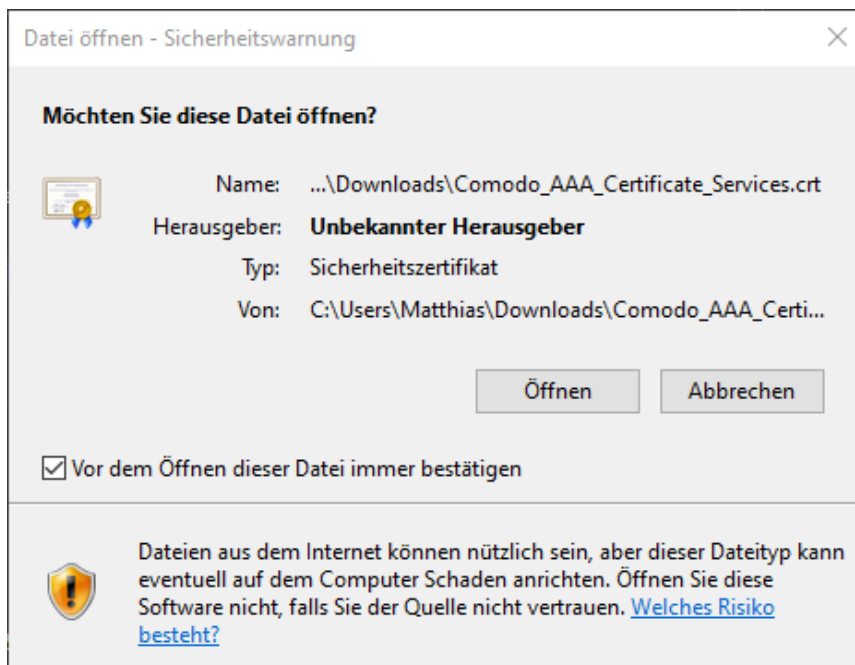 Datei öffnen - Sicherheitswarnung
Möchten Sie diese Datei öffnen?
Name: ...\Downloads\Comodo_AAA_Certificate_Services.crt
Herausgeber: Unbekannter Herausgeber
Typ: Sicherheitszertifikat
Von: C:\Users\Matthias\Downloads\Comodo_AAA_Certi...
Öffnen Abbrechen
Vor dem Öffnen dieser Datei immer bestätigen
Dateien aus dem Internet können nützlich sein, aber dieser Dateityp kann
eventuell auf dem Computer Schaden anrichten. Öffnen Sie diese
Software nicht, falls Sie der Quelle nicht vertrauen. Welches Risiko
besteht?